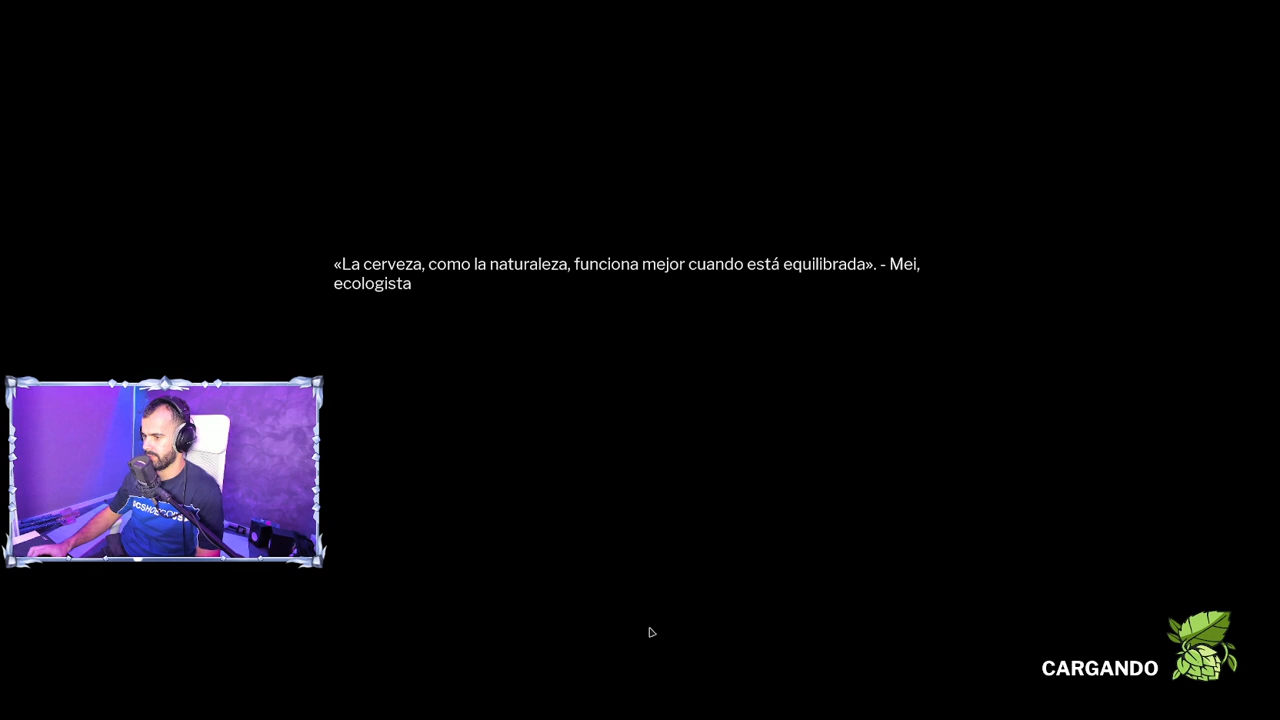 «La cerveza, como la naturaleza, funciona mejor cuando está equilibrada». - Mei,
ecologista
CARGANDO